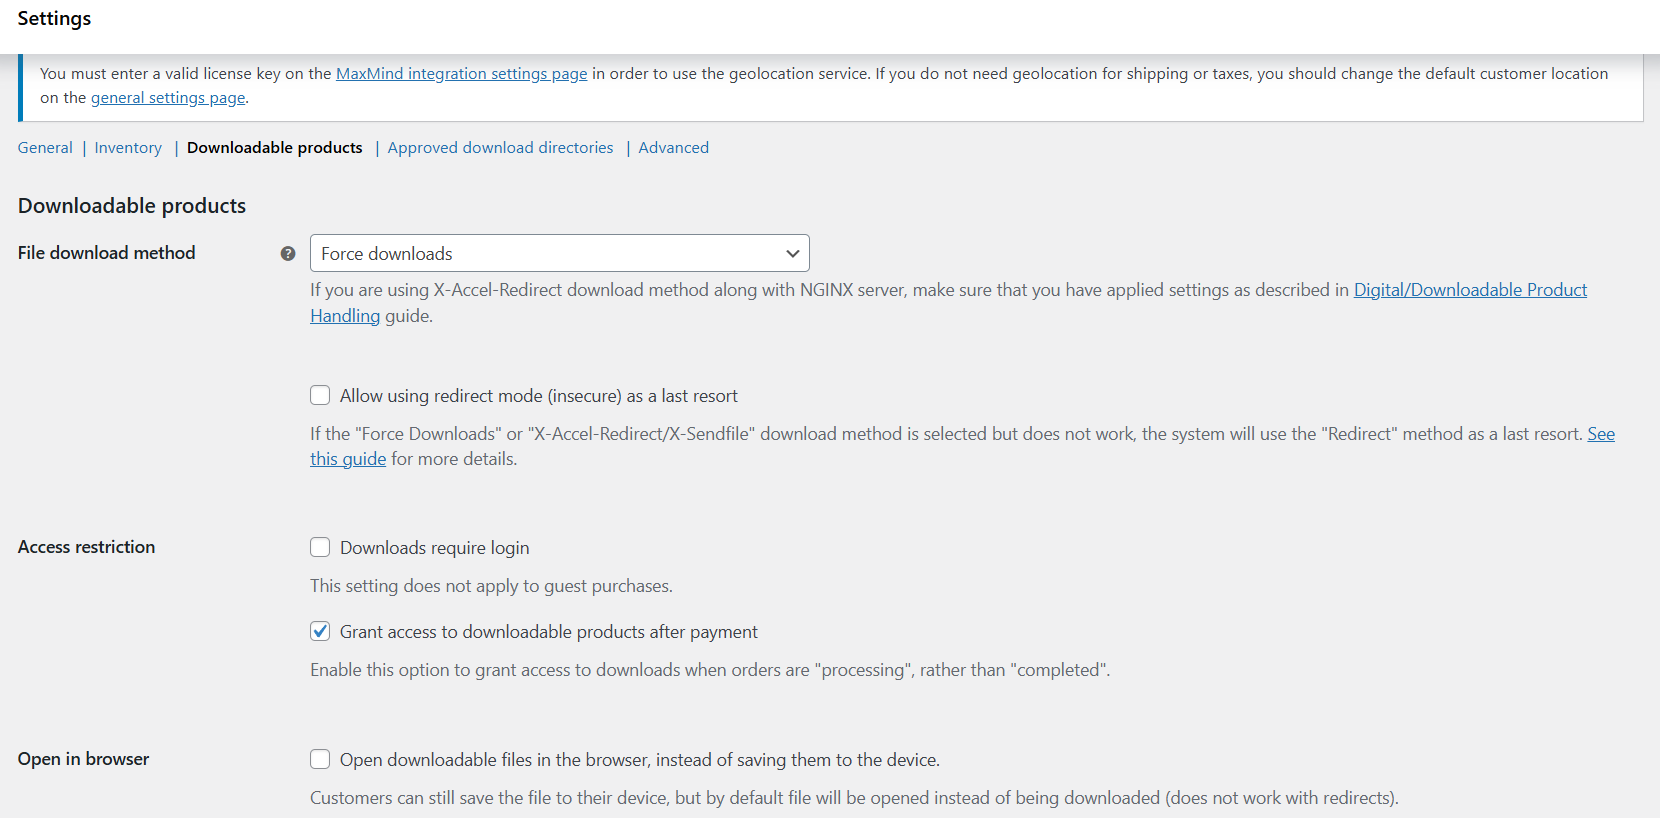 Settings
You must enter a valid license key on the MaxMind integration settings page in order to use the geolocation service. If you do not need geolocation for shipping or taxes, you should change the default customer location
on the general settings page.
General | Inventory | Downloadable products | Approved download directories | Advanced
Downloadable products
File download method ? Force downloads
If you are using X-Accel-Redirect download method along with NGINX server, make sure that you have applied settings as described in Digital/Downloadable Product
Handling guide.
Allow using redirect mode (insecure) as a last resort
If the "Force Downloads" or "X-Accel-Redirect/X-Sendfile" download method is selected but does not work, the system will use the "Redirect" method as a last resort. See
this guide for more details.
Access restriction Downloads require login
This setting does not apply to guest purchases.
Grant access to downloadable products after payment
Enable this option to grant access to downloads when orders are "processing", rather than "completed".
Open in browser Open downloadable files in the browser, instead of saving them to the device.
Customers can still save the file to their device, but by default file will be opened instead of being downloaded (does not work with redirects).